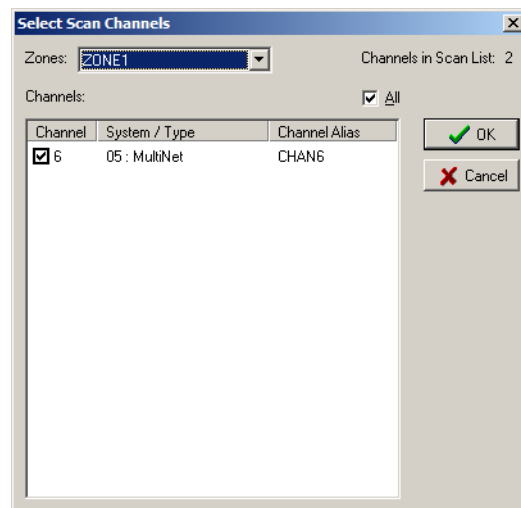 Select Scan Channels
Zones: ZONE1 Channels in Scan List: 2
Channels: All
Channel System / Type Channel Alias
6 05 : MultiNet CHAN6
OK
Cancel